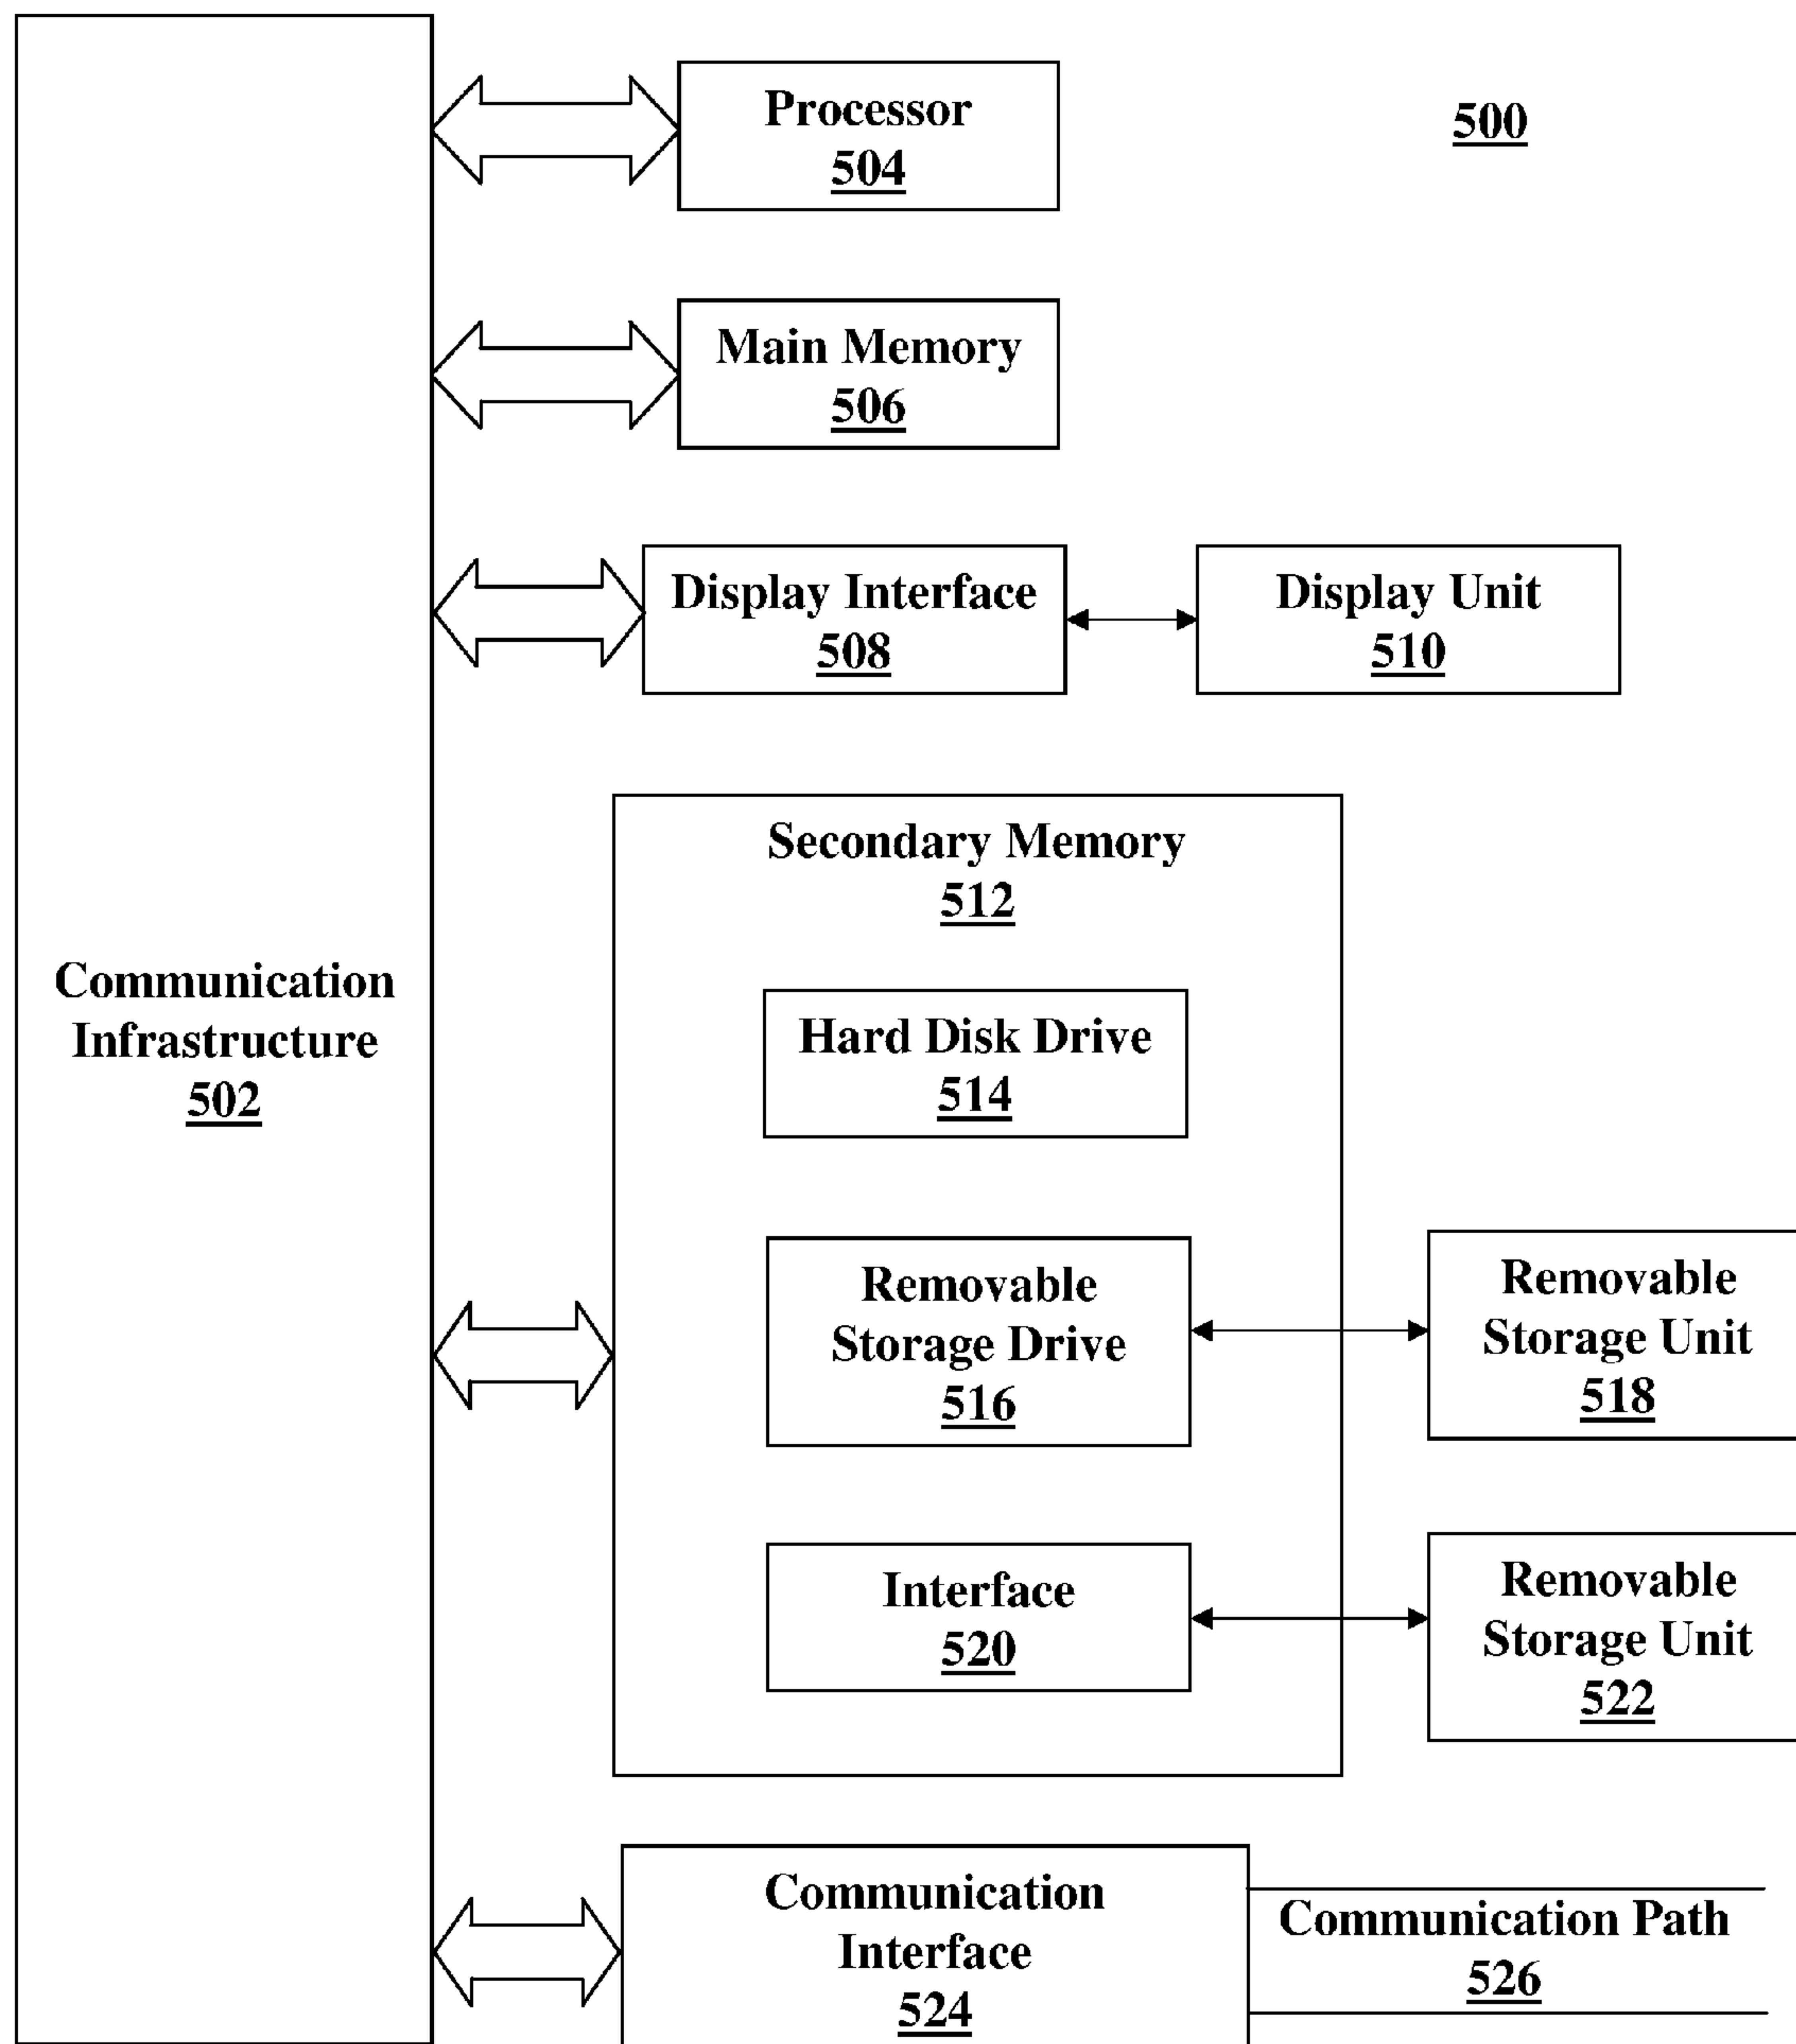 Processor
504
500
Main Memory
506
Display Interface
508
Display Unit
510
Secondary Memory
512
Communication
Infrastructure
502
Hard Disk Drive
514
Removable
Storage Drive
516
Removable
Storage Unit
518
Interface
520
Removable
Storage Unit
522
Communication
Interface
524
Communication Path
526